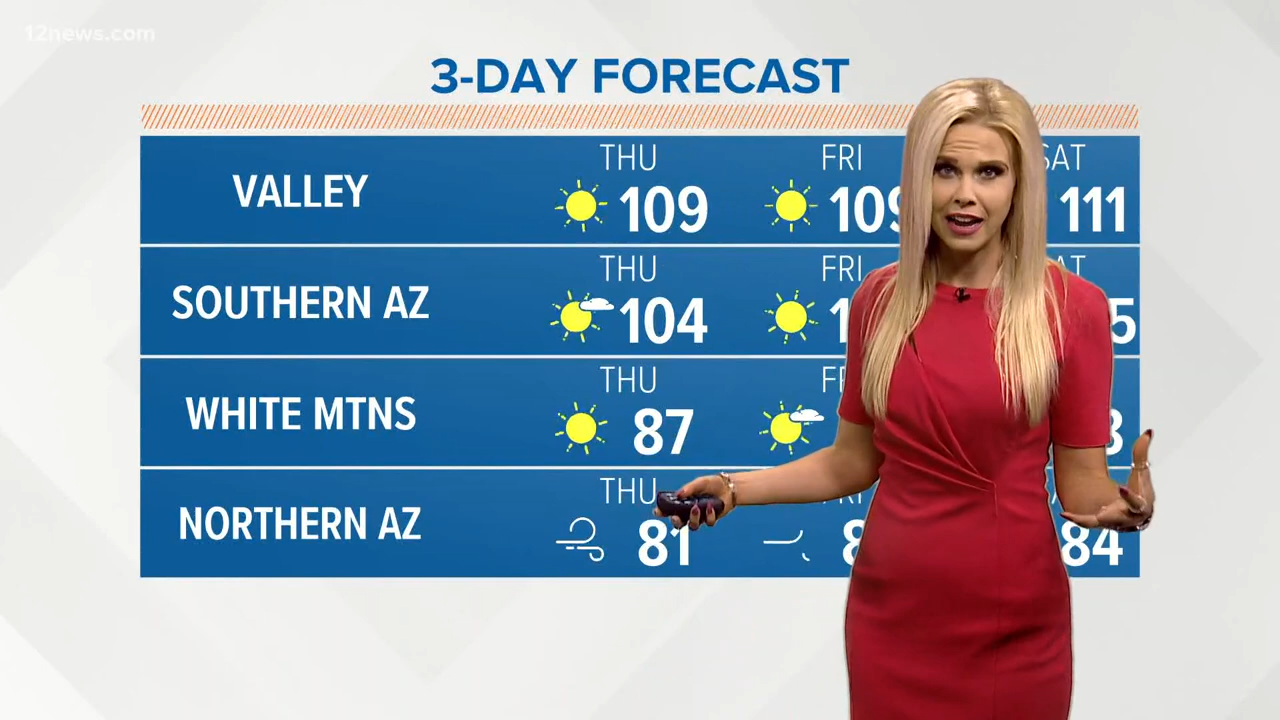 12news.com
3-DAY FORECAST
THU FRI SAT
VALLEY 109 109 111
THU FRI
SOUTHERN AZ 104
THU
WHITE MTNS 87
THU
NORTHERN AZ 81 84